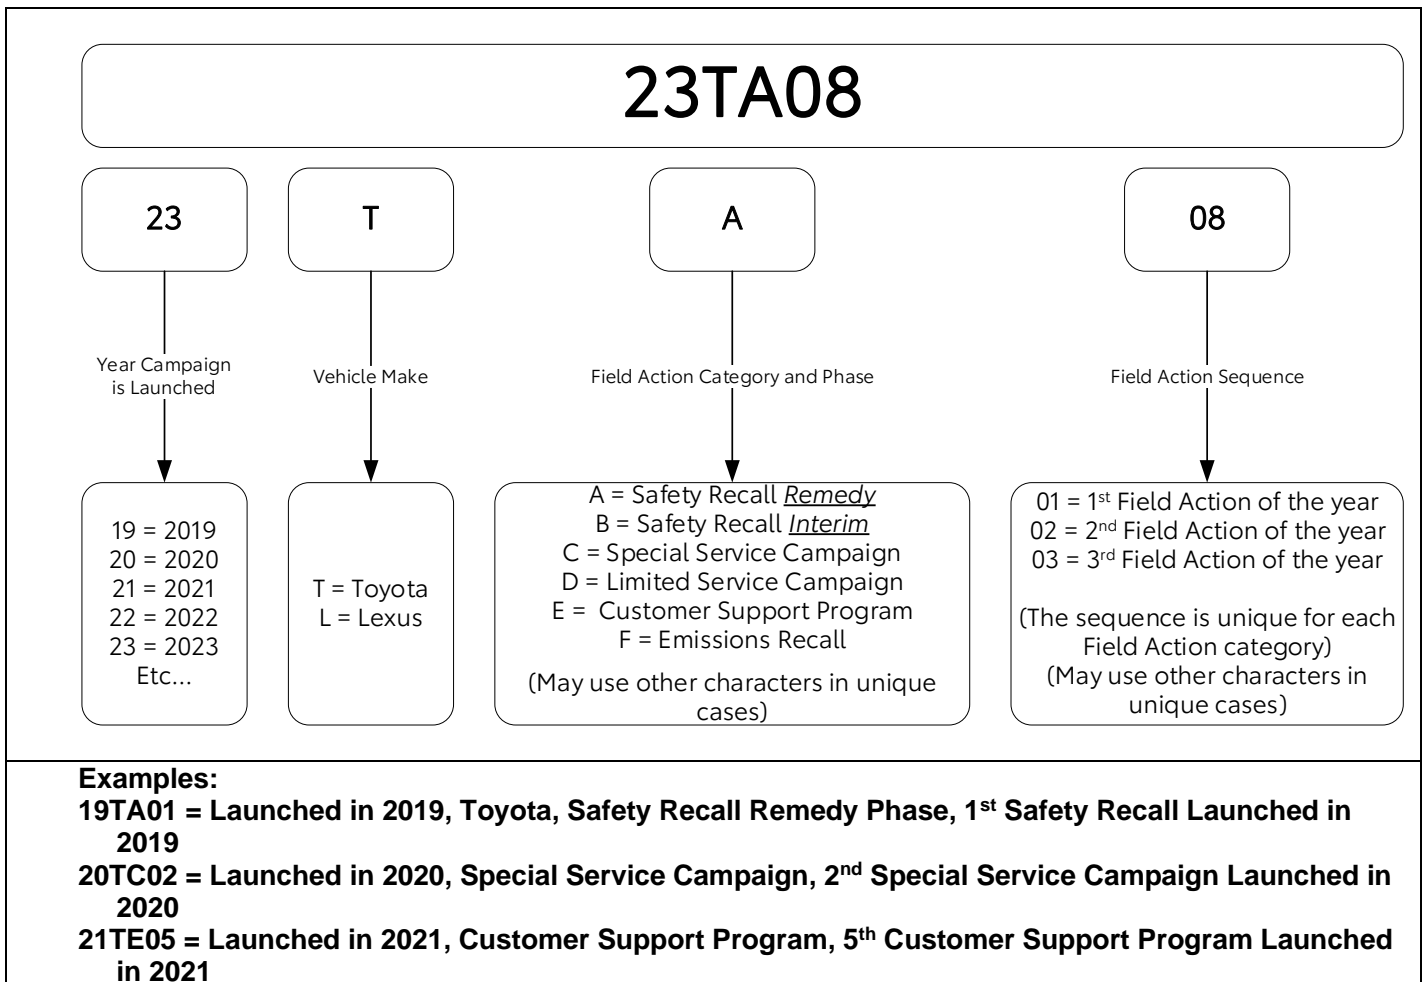 23TA08
23
T
A
08
Year Campaign
is Launched
Vehicle Make
Field Action Category and Phase
Field Action Sequence
19 = 2019
20 = 2020
21 = 2021
22 = 2022
23 = 2023
Etc...
T = Toyota
L = Lexus
A = Safety Recall Remedy
B = Safety Recall Interim
C = Special Service Campaign
D = Limited Service Campaign
E =  Customer Support Program
F = Emissions Recall
(May use other characters in unique
cases)
01 = 1st Field Action of the year
02 = 2nd Field Action of the year
03 = 3rd Field Action of the year
(The sequence is unique for each
Field Action category)
(May use other characters in
unique cases)
Examples:
19TA01 = Launched in 2019, Toyota, Safety Recall Remedy Phase, 1st Safety Recall Launched in
2019
20TC02 = Launched in 2020, Special Service Campaign, 2nd Special Service Campaign Launched in
2020
21TE05 = Launched in 2021, Customer Support Program, 5th Customer Support Program Launched
in 2021